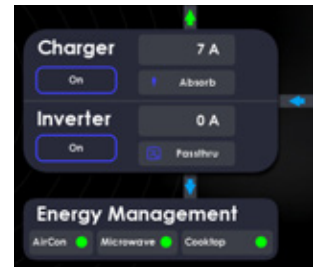 Charger 7 A
On Absorb
Inverter 0 A
On Passthru
Energy Management
AirCon Microwave Cooktop